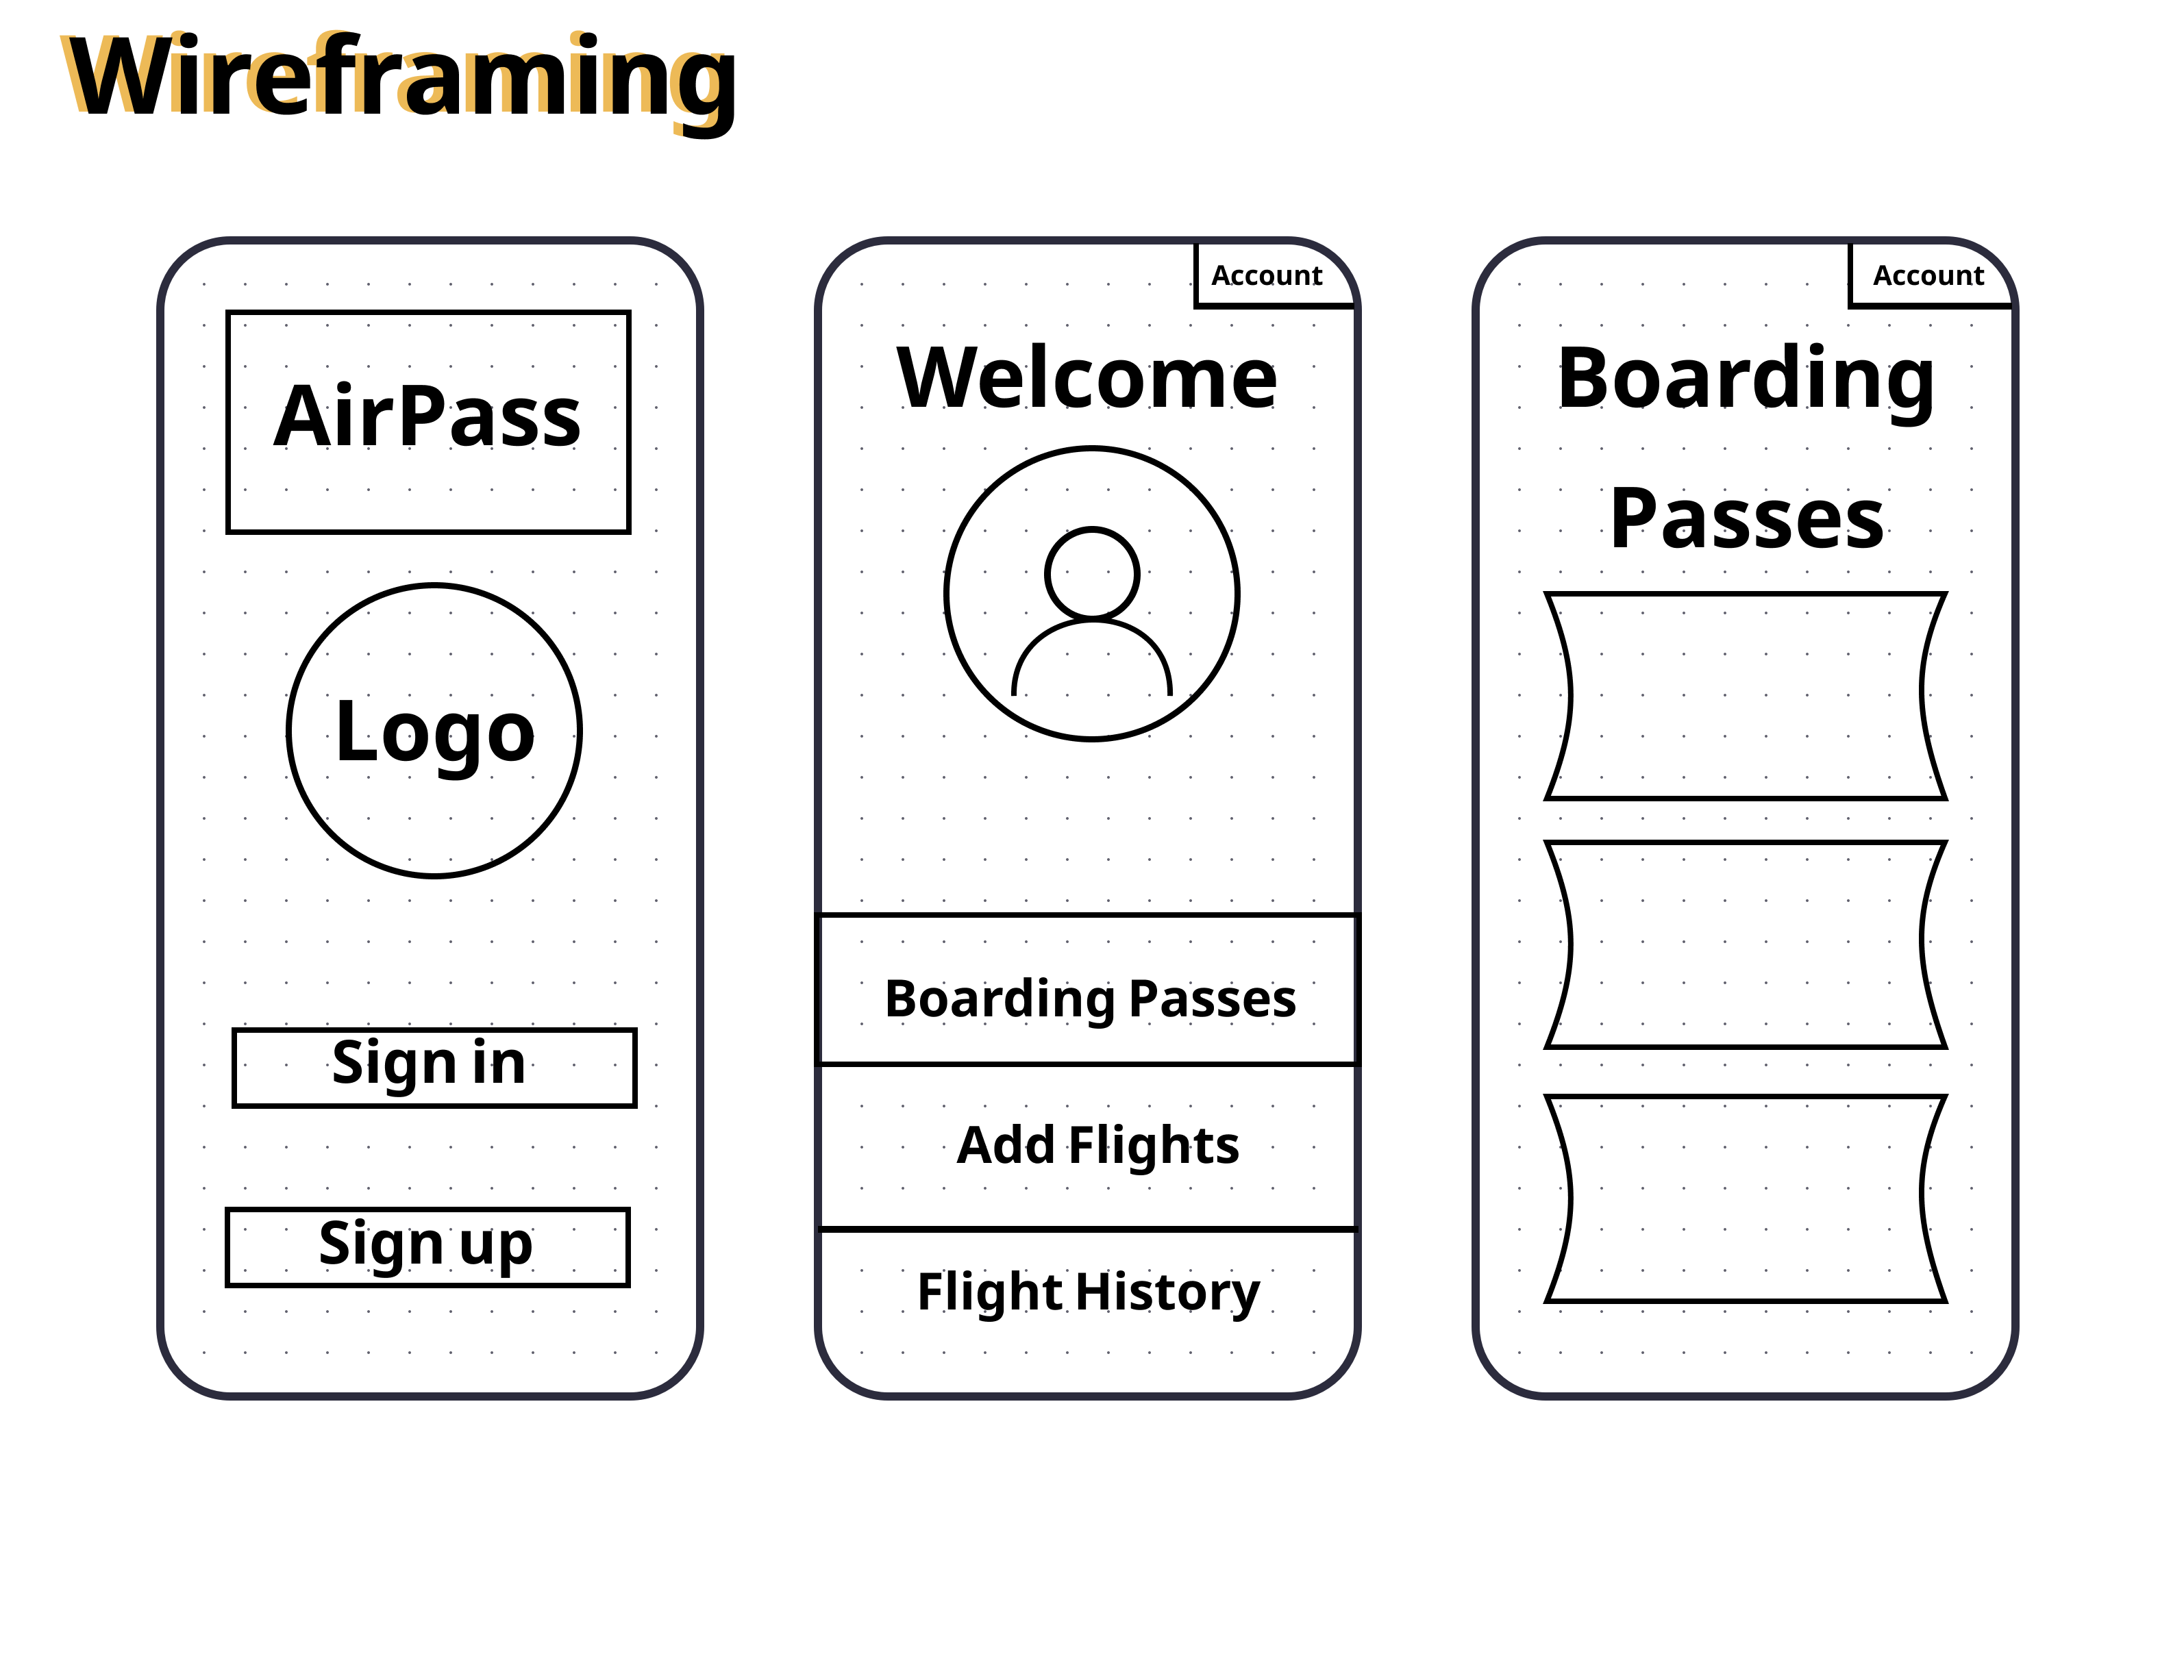 Wireframing
AirPass
Logo
Sign in
Sign up
Account
Welcome
Boarding Passes
Add Flights
Flight History
Account
Boarding
Passes